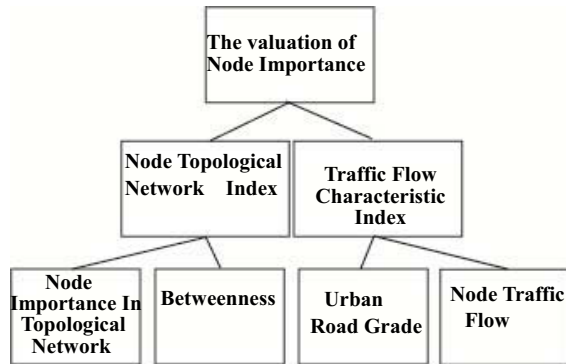 The valuation of
Node Importance
Node Topological
Network Index
Traffic Flow
Characteristic
Index
Node
Importance In
Topological
Network
Betweenness
Urban
Road Grade
Node Traffic
Flow